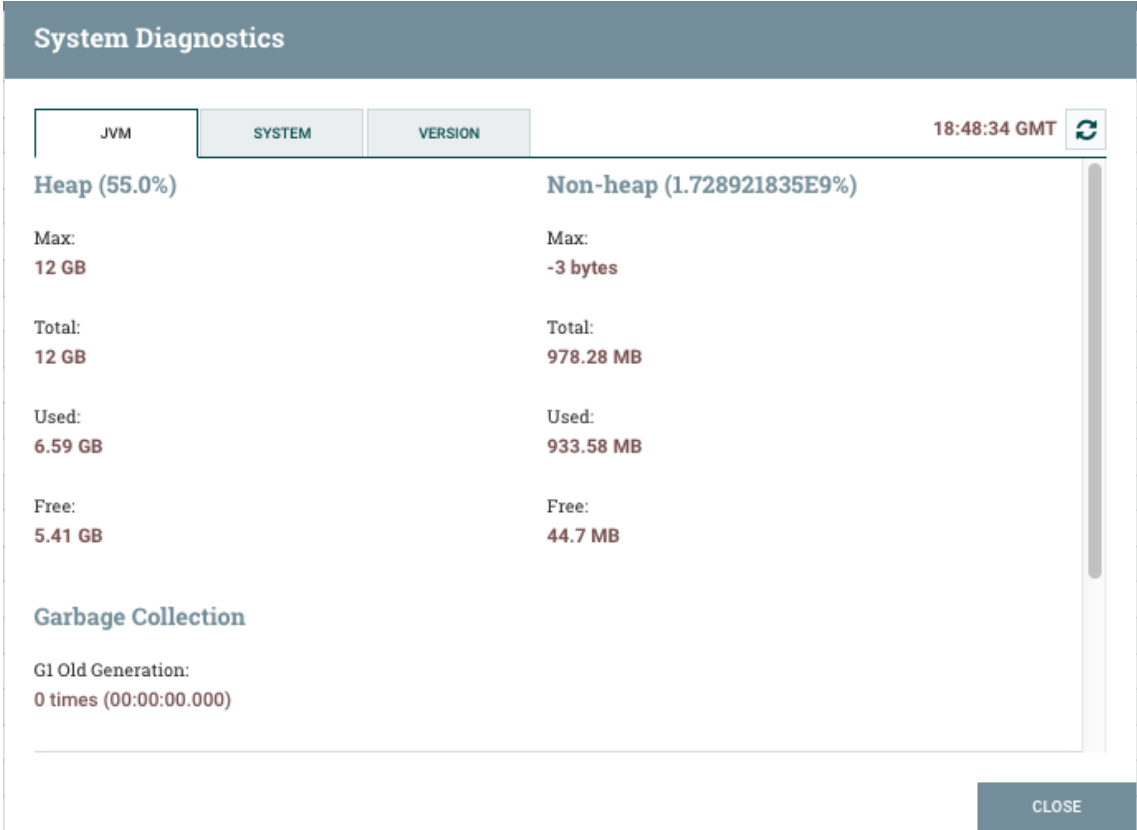 System Diagnostics
JVM
SYSTEM
VERSION
18:48:34 GMT
Heap (55.0%)
Max:
12 GB
Total:
12 GB
Used:
6.59 GB
Free:
5.41 GB
Non-heap (1.728921835E9%)
Max:
-3 bytes
Total:
978.28 MB
Used:
933.58 MB
Free:
44.7 MB
Garbage Collection
G1 Old Generation:
0 times (00:00:00.000)
CLOSE